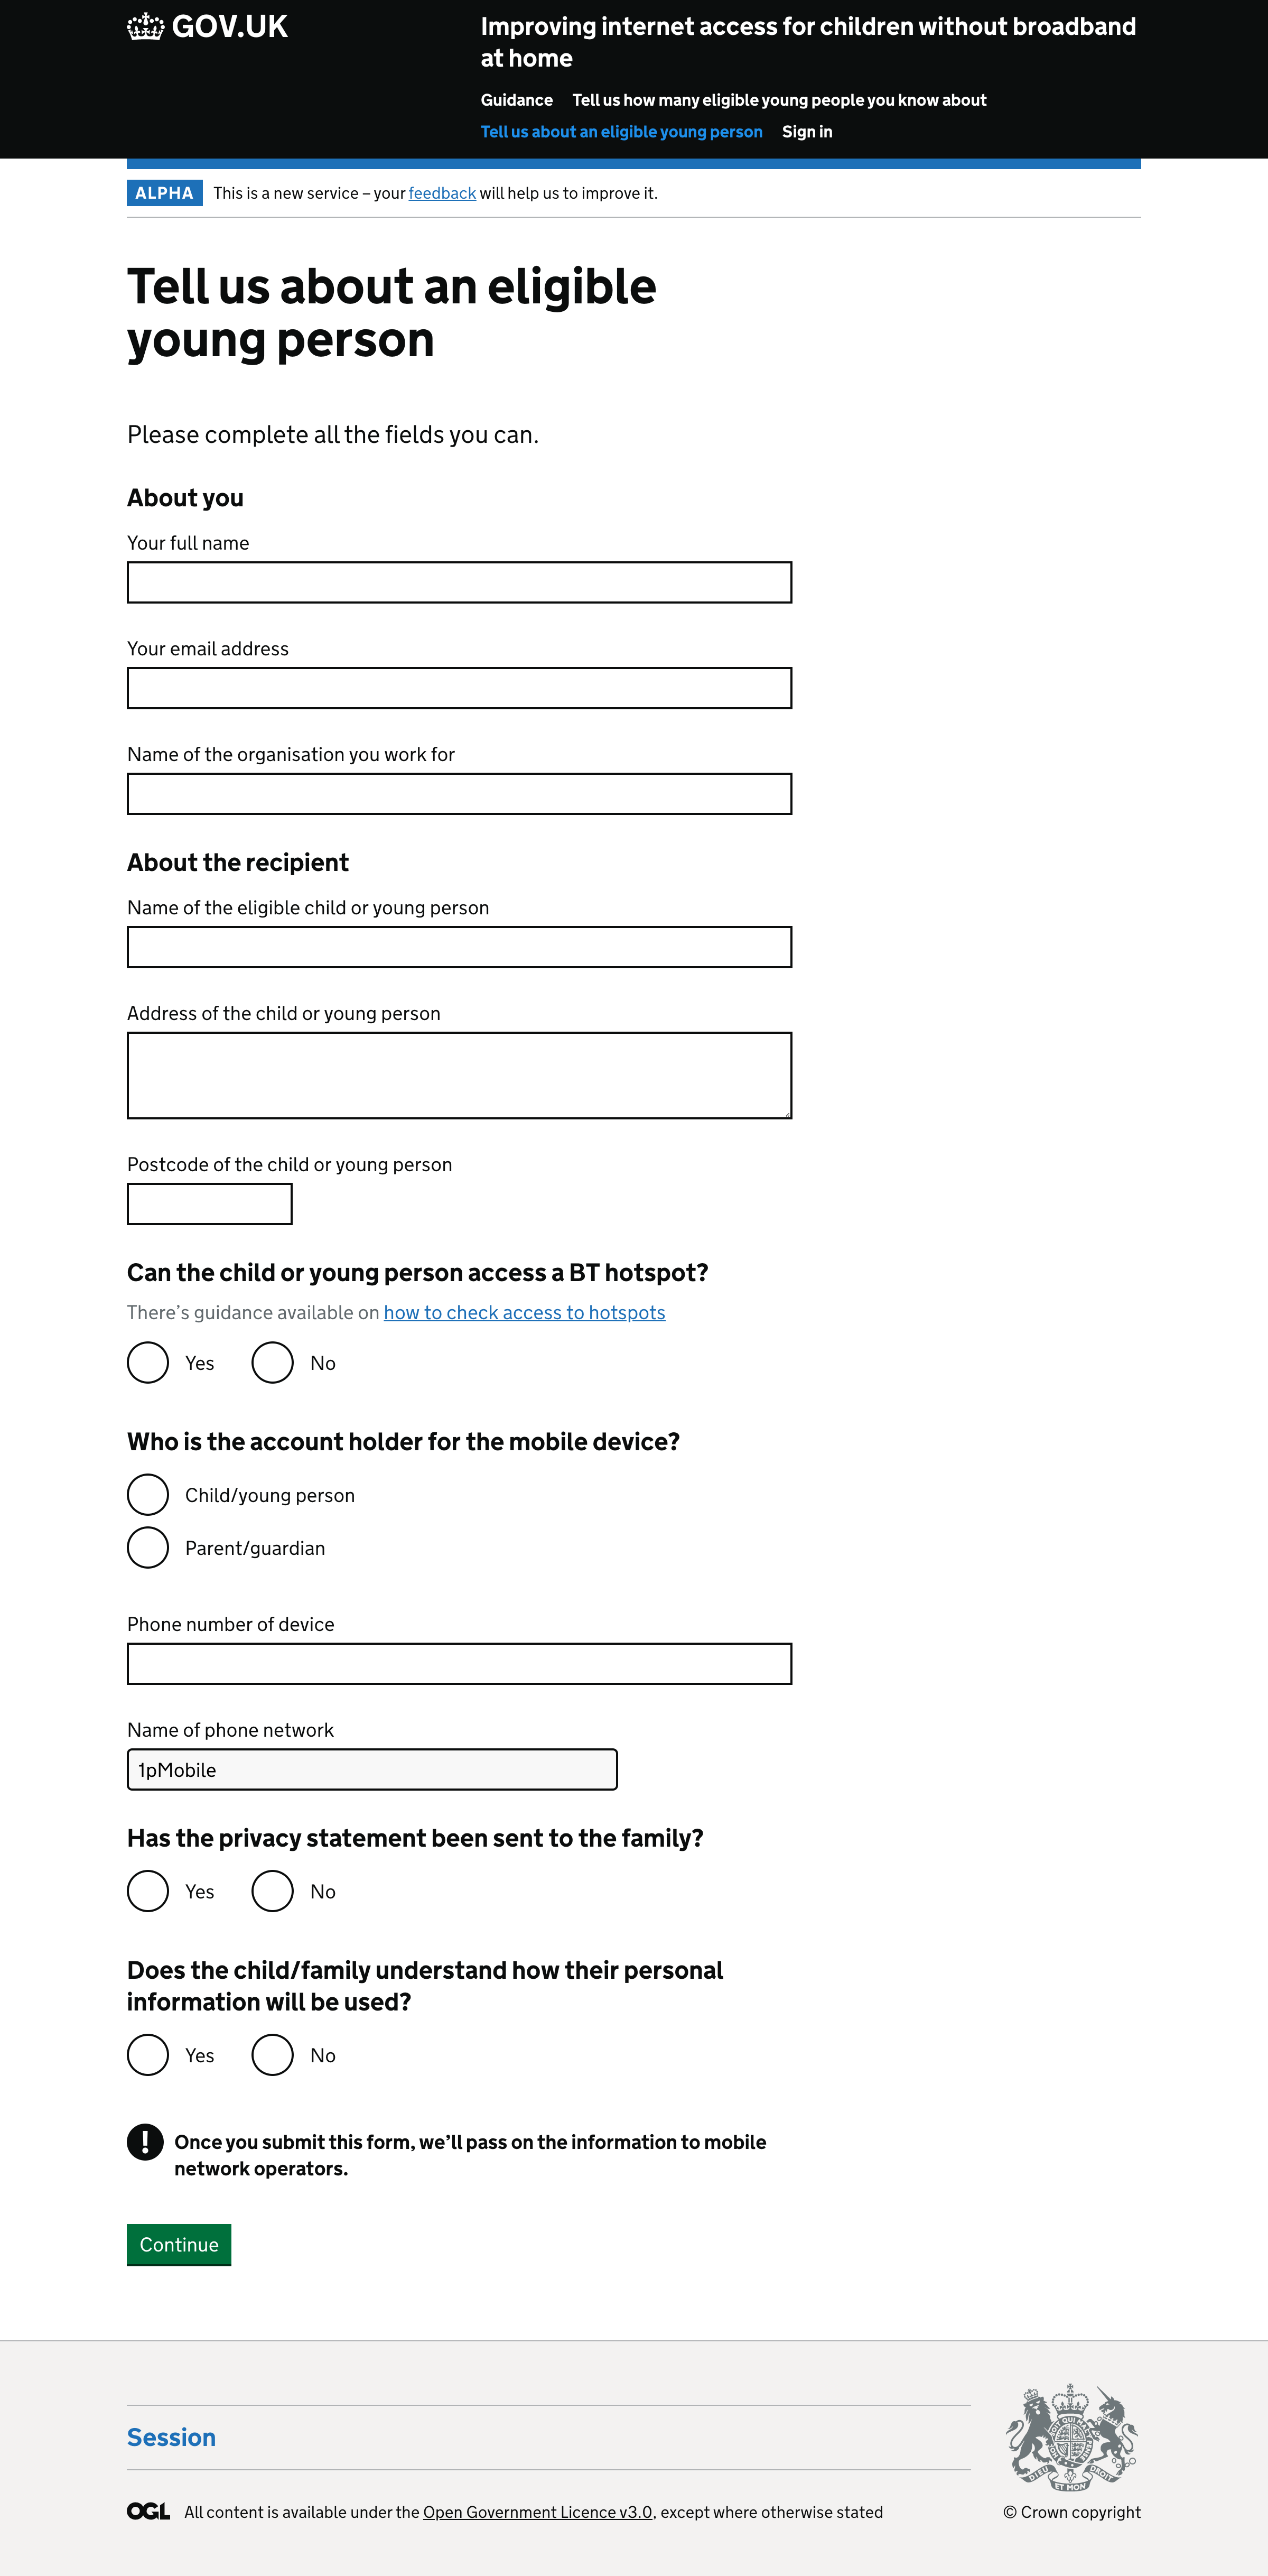 GOV.UK
Improving internet access for children without broadband
at home
Guidance Tell us how many eligible young people you know about
Tell us about an eligible young person Sign in
ALPHA This is a new service – your feedback will help us to improve it.
Tell us about an eligible
young person
Please complete all the fields you can.
About you
Your full name
Your email address
Name of the organisation you work for
About the recipient
Name of the eligible child or young person
Address of the child or young person
Postcode of the child or young person
Can the child or young person access a BT hotspot?
There’s guidance available on how to check access to hotspots
Yes No
Who is the account holder for the mobile device?
Child/young person
Parent/guardian
Phone number of device
Name of phone network
1pMobile
Has the privacy statement been sent to the family?
Yes No
Does the child/family understand how their personal
information will be used?
Yes No
! Once you submit this form, we’ll pass on the information to mobile
network operators.
Continue
Session
DIEU ET MON DROIT
OGL All content is available under the Open Government Licence v3.0, except where otherwise stated
© Crown copyright